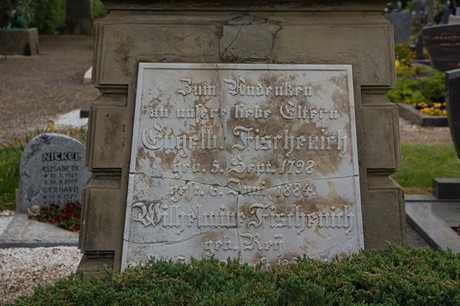 Zum Andenken
an unsere liebe Eltern
Engelb. Fischenich
geb. 5. Sept. 1798
gest. 6. Juni 1884.
Wilhelmine Fischenich
geb.
NICKEL
ELISABETH
GERHARD